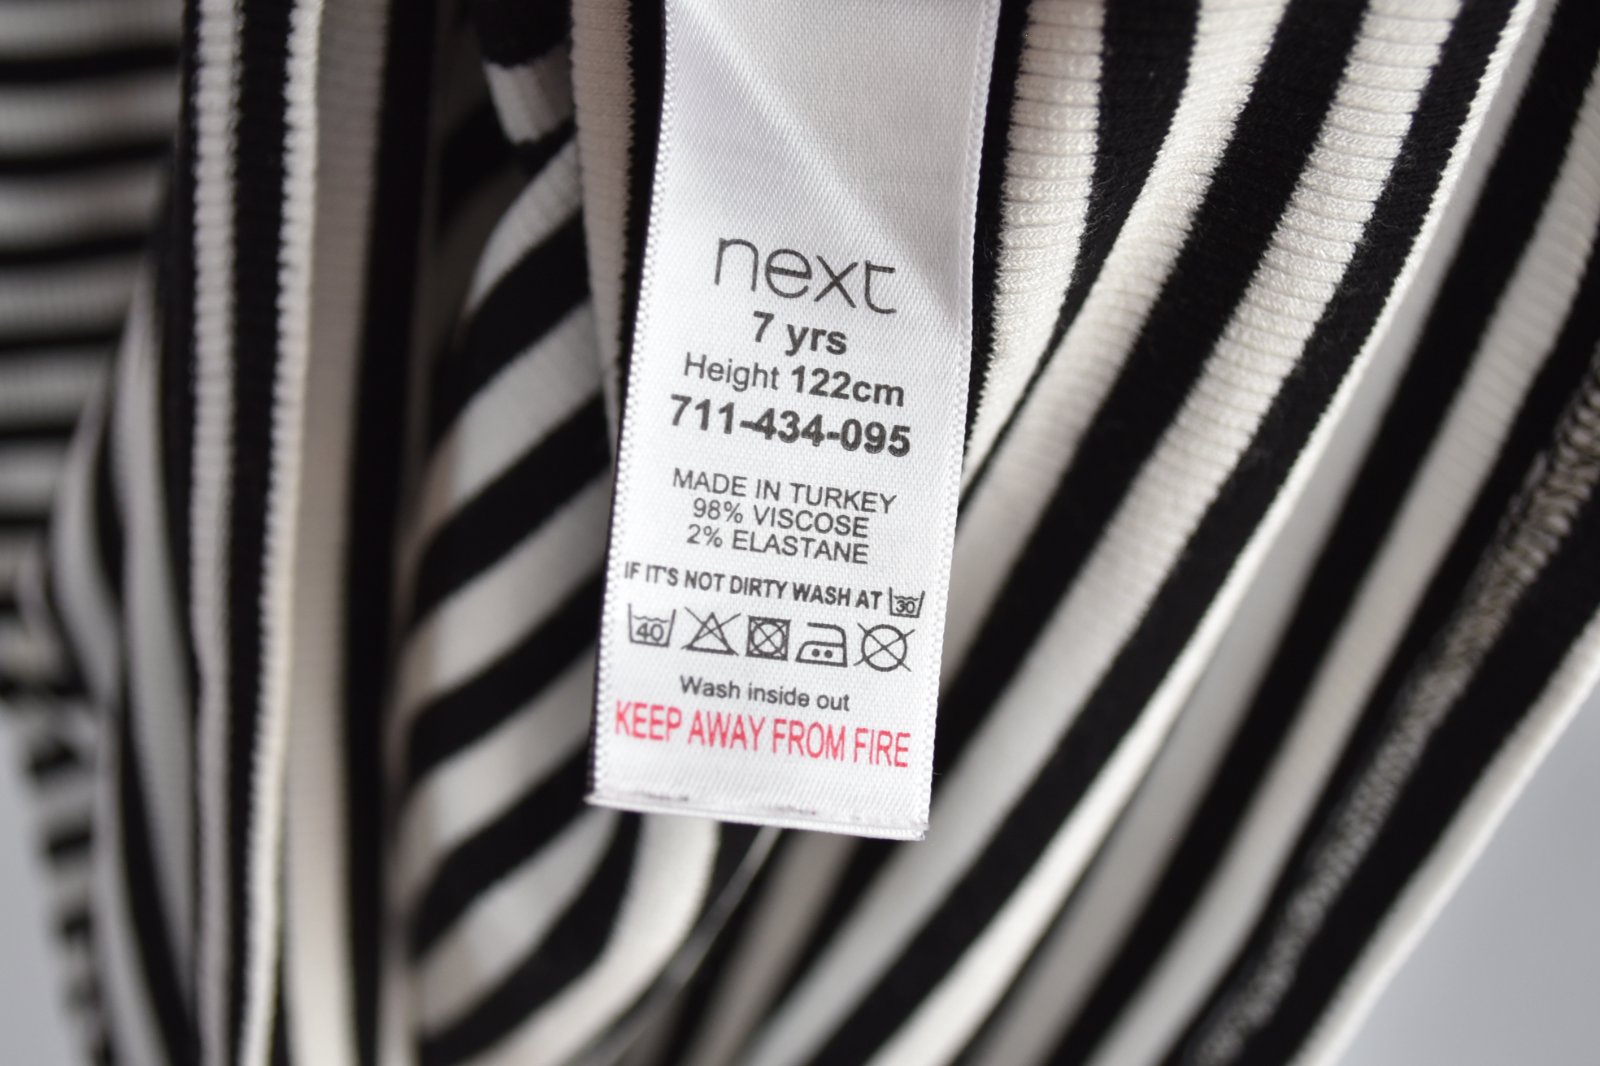 next
7 yrs
Height 122cm
711-434-095
MADE IN TURKEY
98% VISCOSE
2% ELASTANE
IF IT'S NOT DIRTY WASH AT 30
40
Wash inside out
KEEP AWAY FROM FIRE